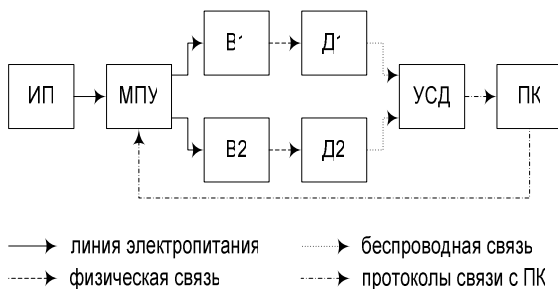 В1
Д1
ИП
МПУ
УСД
ПК
В2
Д2
линия электропитания
беспроводная связь
физическая связь
протоколы связи с ПК